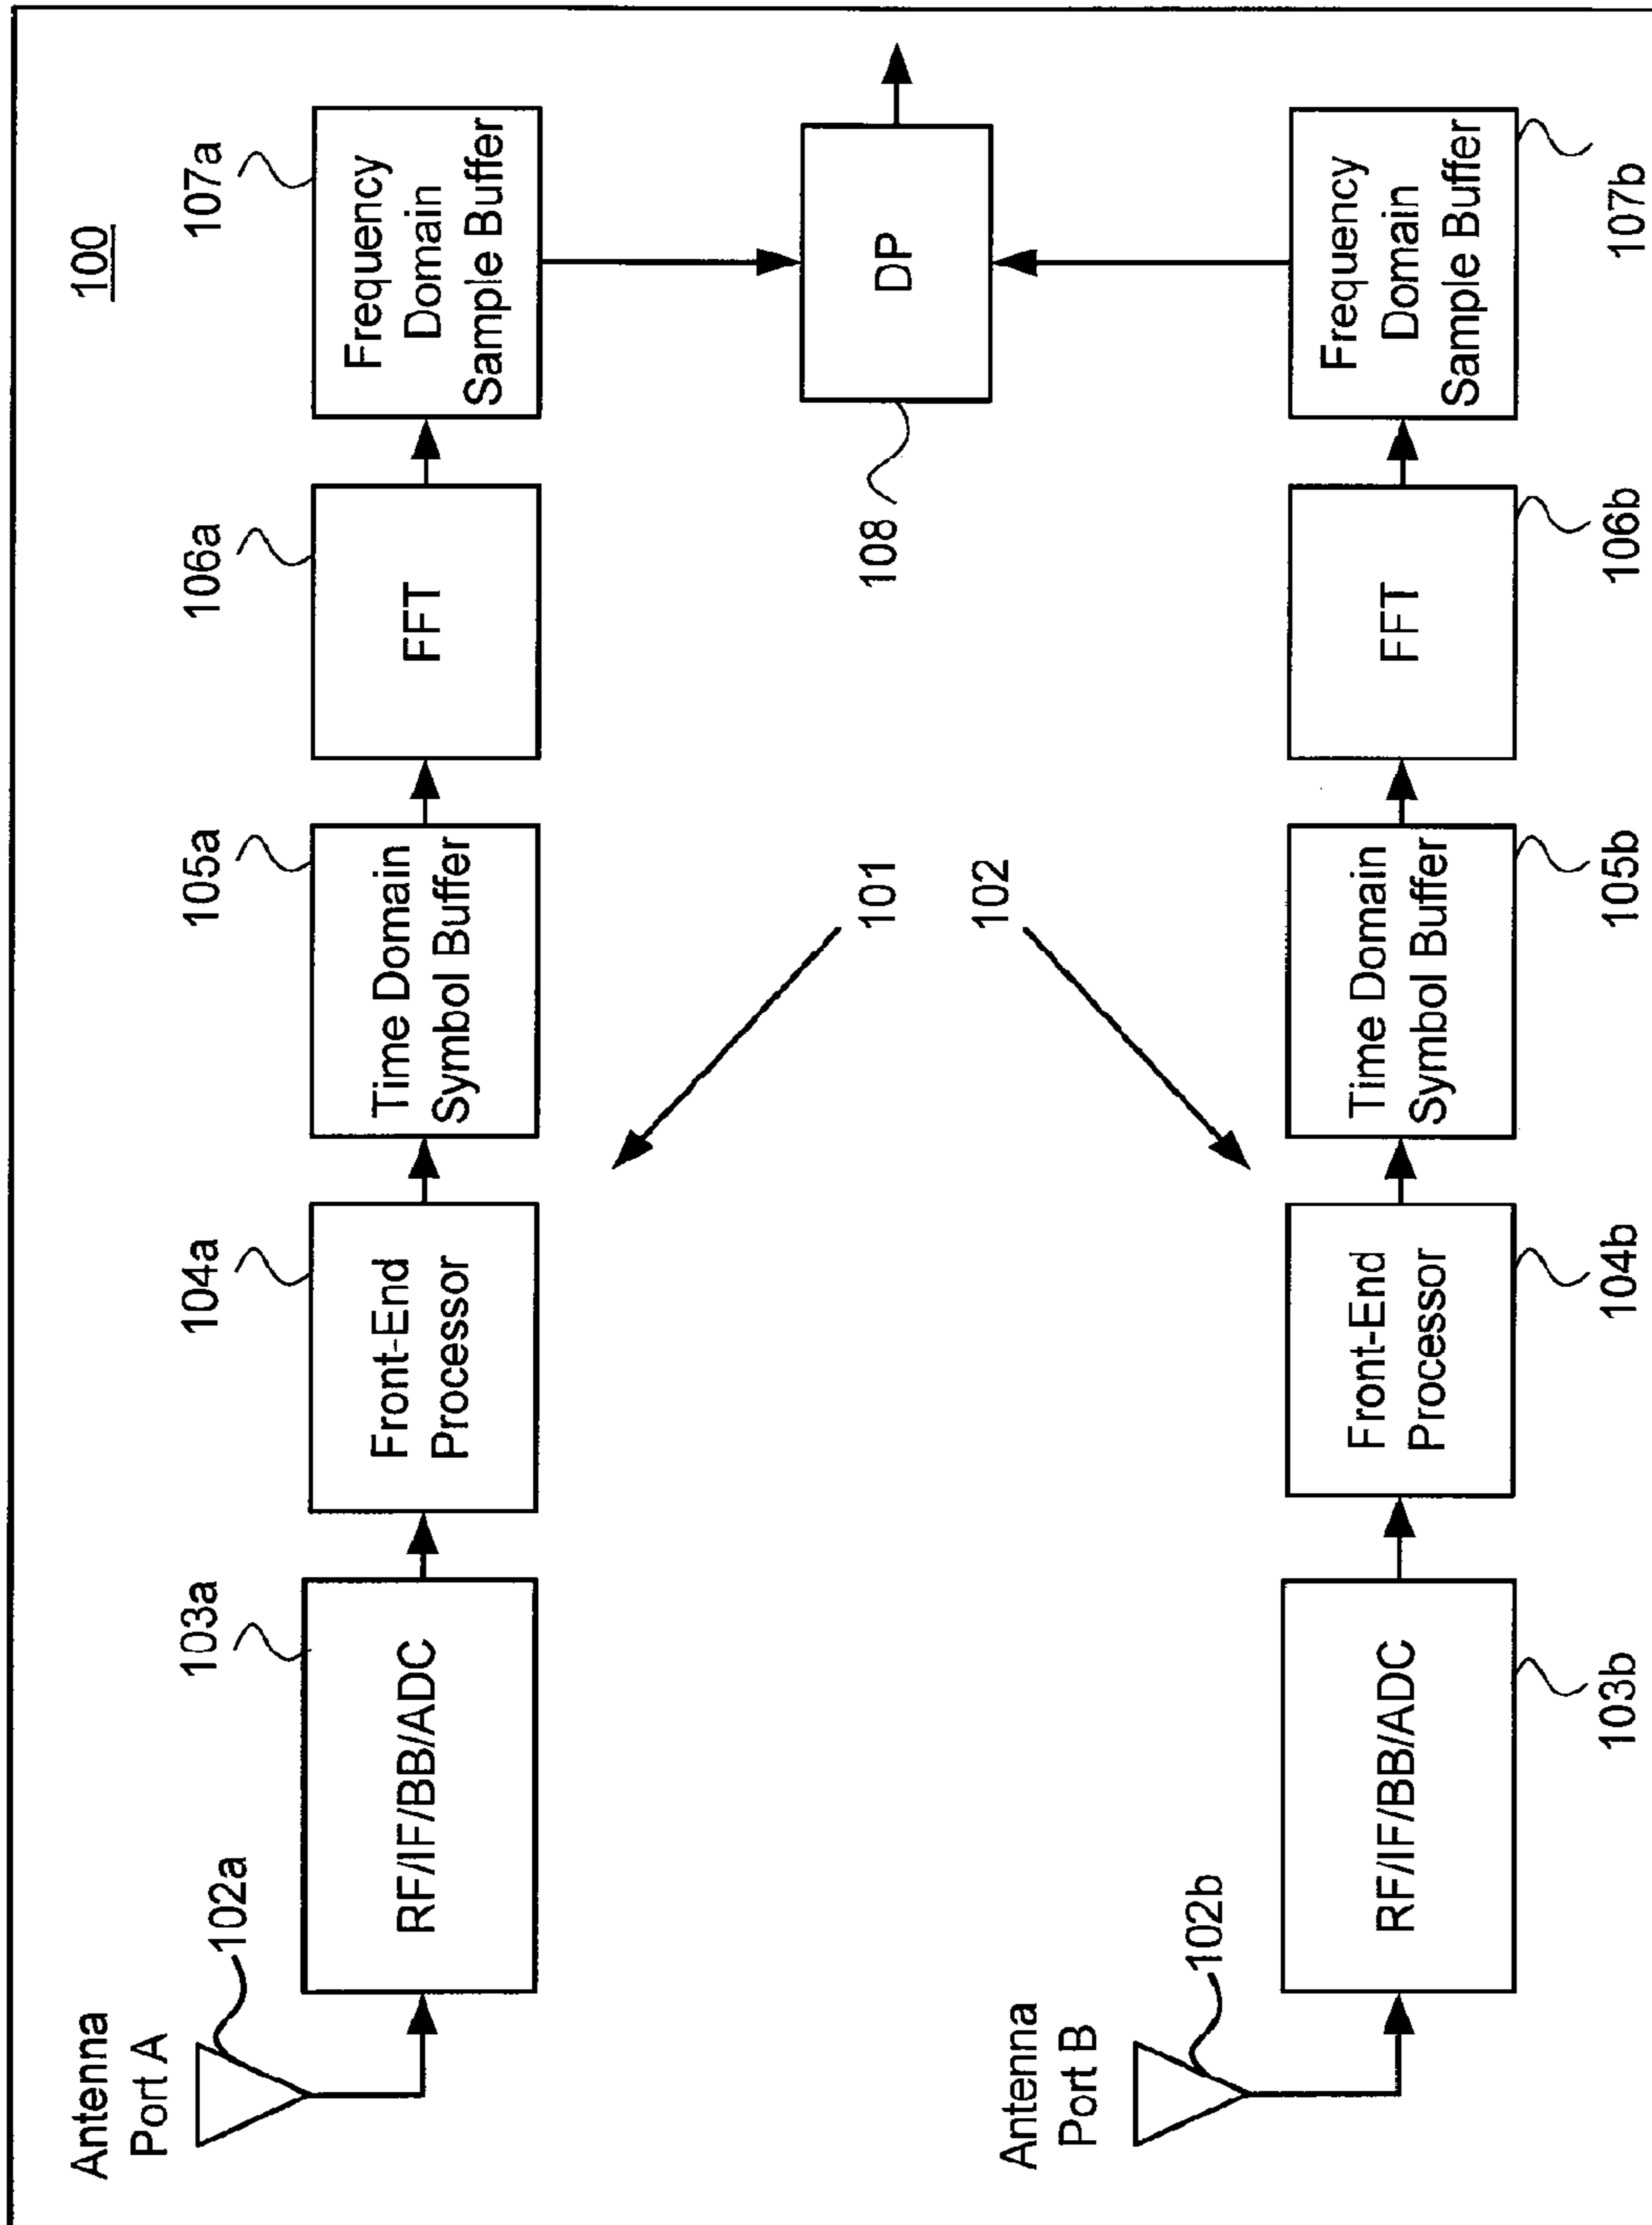 100
Antenna
Port A
102a
103a
RF/IF/BB/ADC
104a
Front-End
Processor
105a
Time Domain
Symbol Buffer
106a
FFT
107a
Frequency
Domain
Sample Buffer
101
102
108
DP
Antenna
Port B
102b
RF/IF/BB/ADC
103b
Front-End
Processor
104b
Time Domain
Symbol Buffer
105b
FFT
106b
Frequency
Domain
Sample Buffer
107b